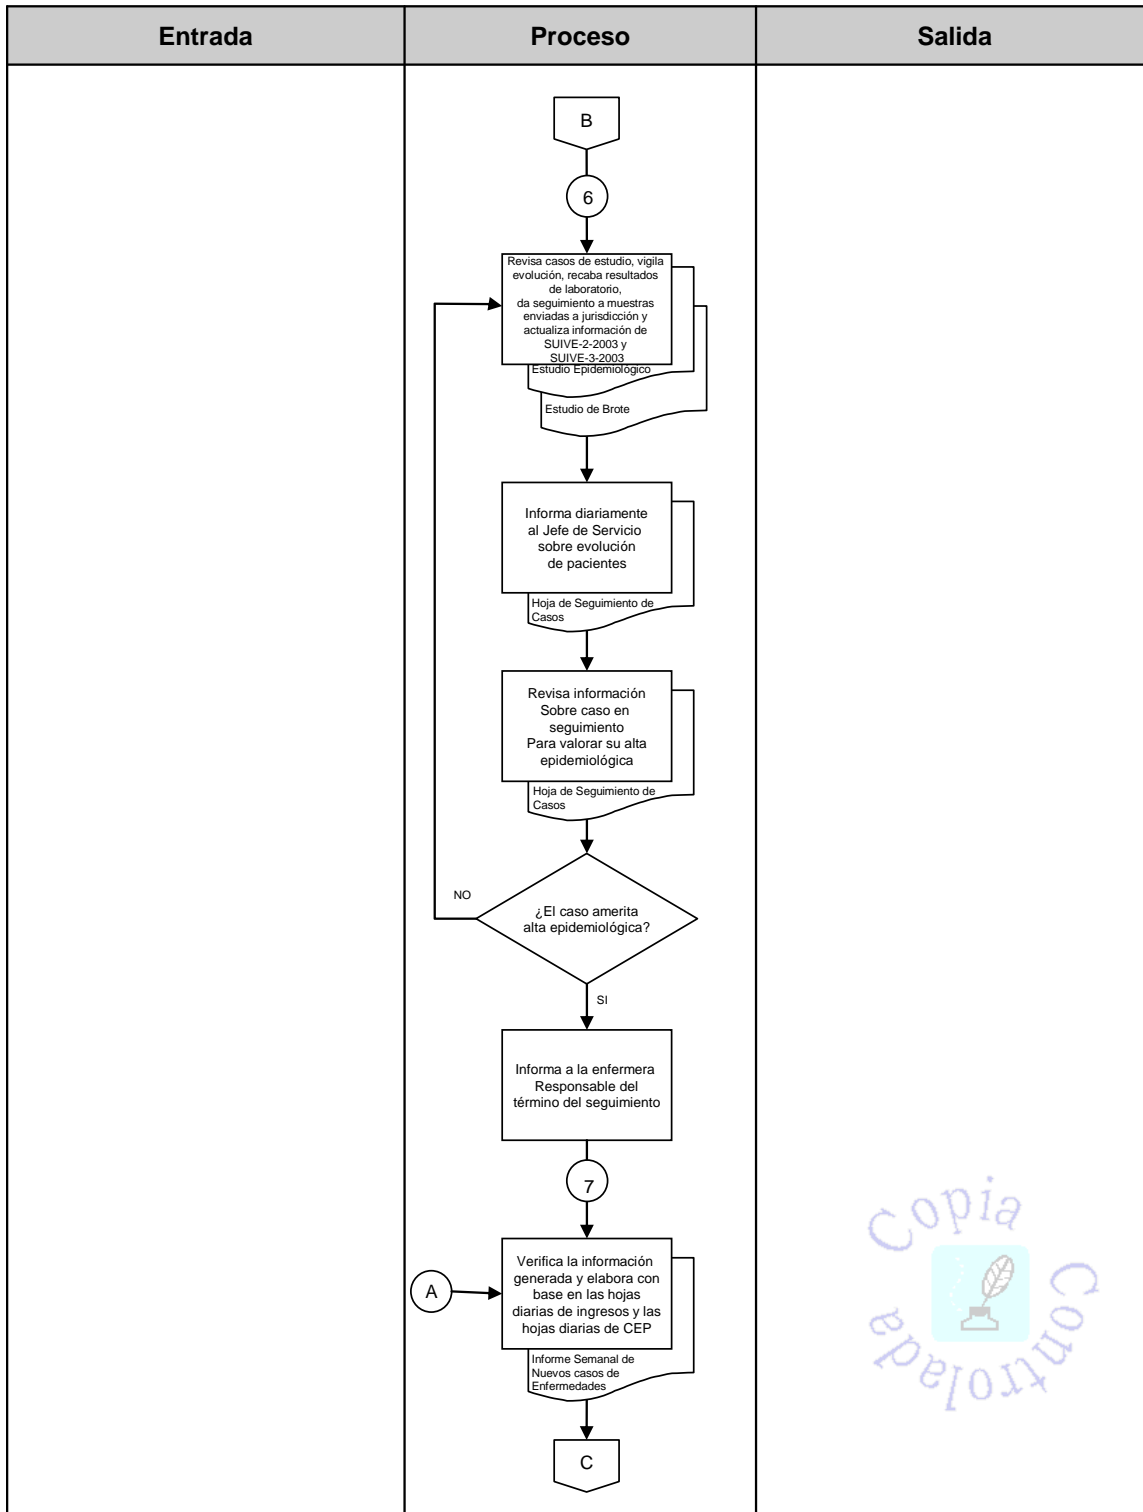 Entrada
Proceso
Salida
B
6
Revisa casos de estudio, vigila
evolución, recaba resultados
de laboratorio,
da seguimiento a muestras
enviadas a jurisdicción y
actualiza información de
SUIVE-2-2003 y
SUIVE-3-2003
Estudio Epidemiológico
Estudio de Brote
Informa diariamente
al Jefe de Servicio
sobre evolución
de pacientes
Hoja de Seguimiento de
Casos
Revisa información
Sobre caso en
seguimiento
Para valorar su alta
epidemiológica
Hoja de Seguimiento de
Casos
NO
¿El caso amerita
alta epidemiológica?
SI
Informa a la enfermera
Responsable del
término del seguimiento
7
A
Verifica la información
generada y elabora con
base en las hojas
diarias de ingresos y las
hojas diarias de CEP
Informe Semanal de
Nuevos casos de
Enfermedades
C
Copia
Controlada